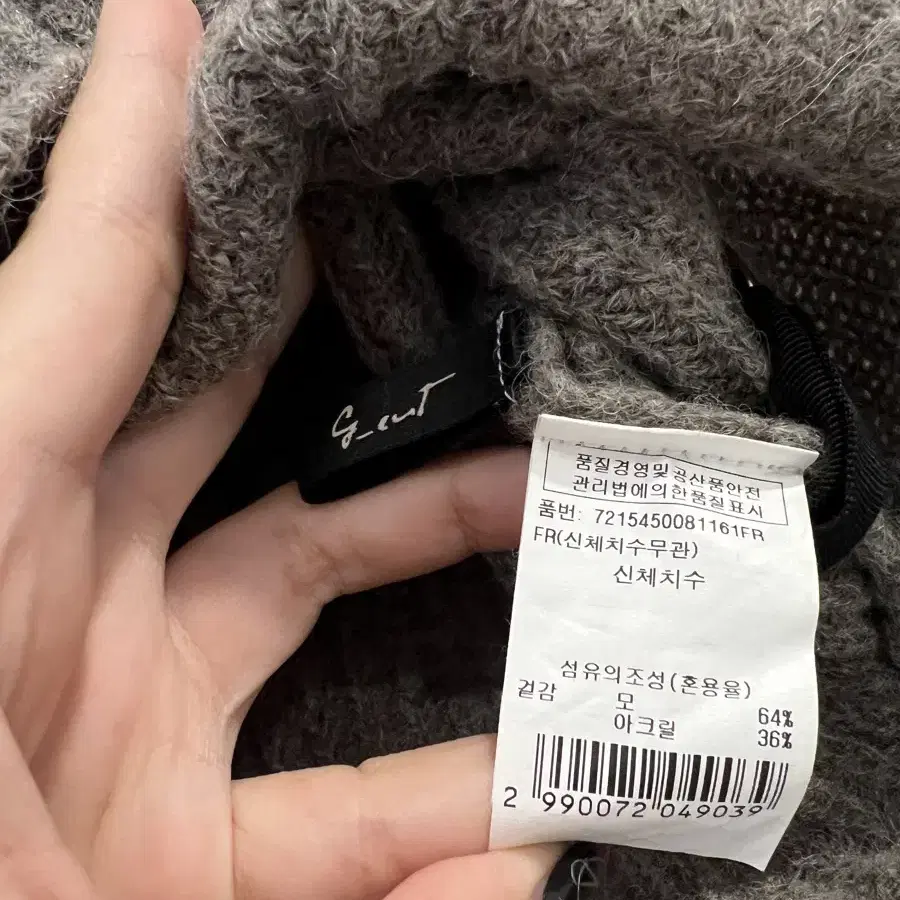 G_cut
품질경영및공산품안전
관리법에의한품질표시
품번: 7215450081161FR
FR(신체치수무관)
신체치수
섬유의조성(혼용율)
겉감 모 64%
아크릴 36%
2 990072 049039